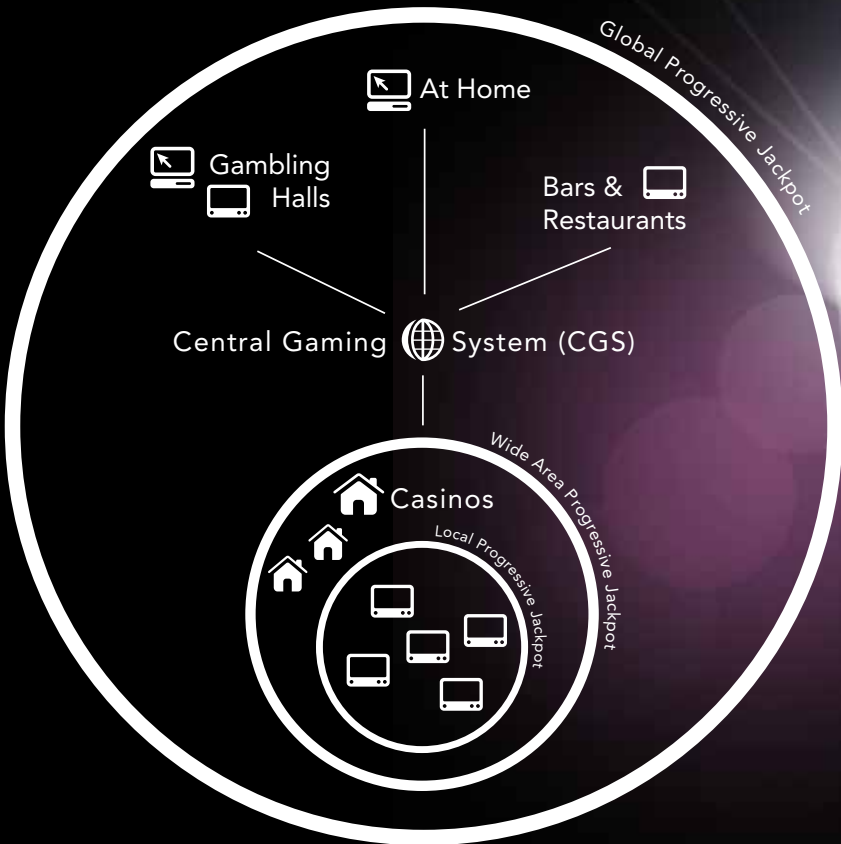 Global Progressive Jackpot
At Home
Gambling
Halls
Bars &
Restaurants
Central Gaming System (CGS)
Wide Area Progressive Jackpot
Casinos
Local Progressive Jackpot